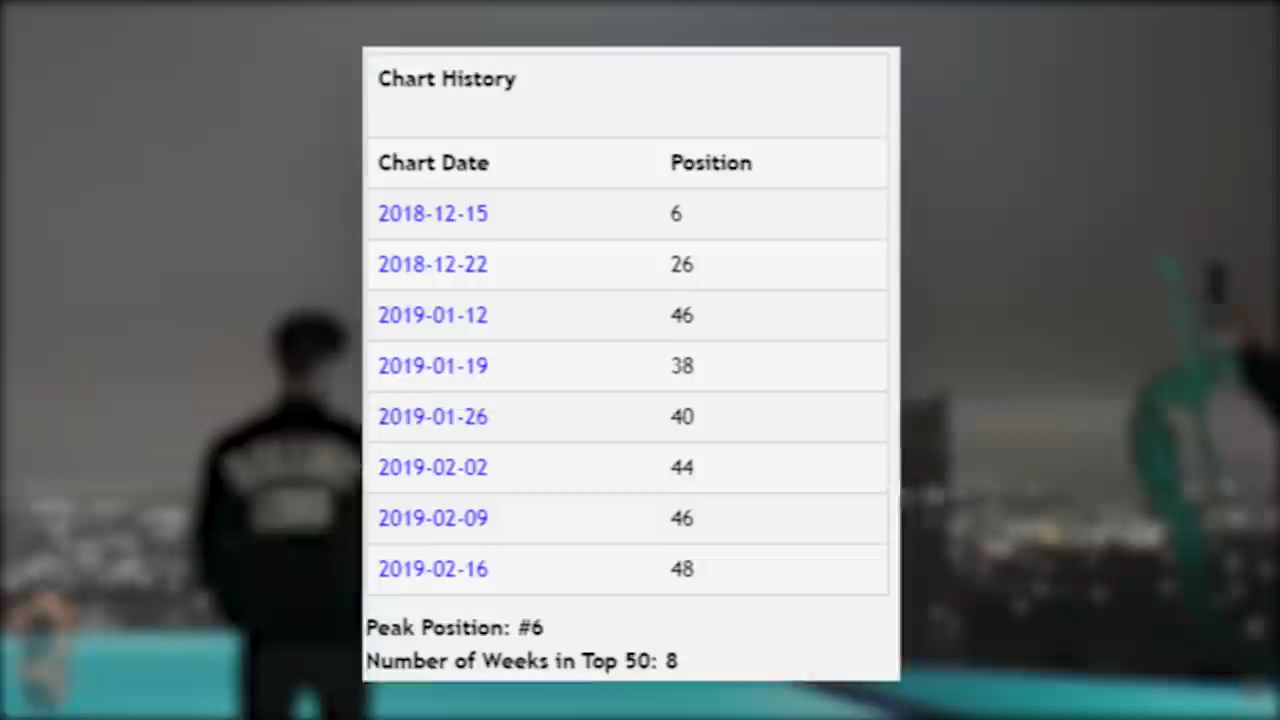 Chart History
Chart Date Position
2018-12-15 6
2018-12-22 26
2019-01-12 46
2019-01-19 38
2019-01-26 40
2019-02-02 44
2019-02-09 46
2019-02-16 48
Peak Position: #6
Number of Weeks in Top 50: 8